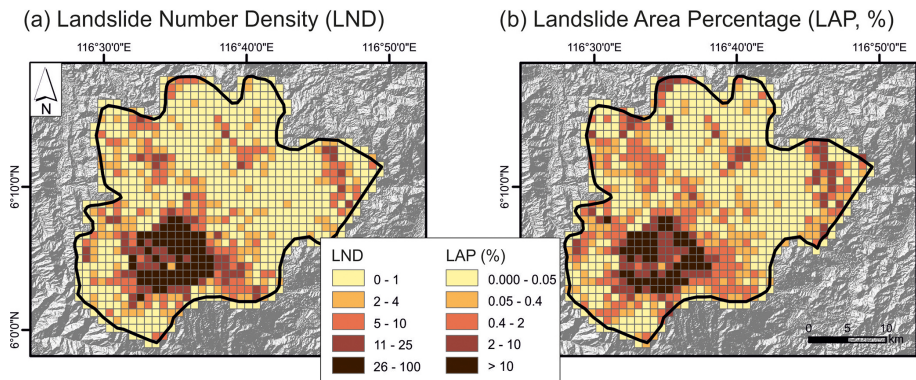 (a) Landslide Number Density (LND)
(b) Landslide Area Percentage (LAP, %)
116°30'0"E
116°40'0"E
116°50'0"E
116°30'0"E
116°40'0"E
116°50'0"E
N
6°10'0"N
6°0'0"N
6°10'0"N
6°0'0"N
LND
0 - 1
2 - 4
5 - 10
11 - 25
26 - 100
LAP (%)
0.000 - 0.05
0.05 - 0.4
0.4 - 2
2 - 10
> 10
0 5 10
km